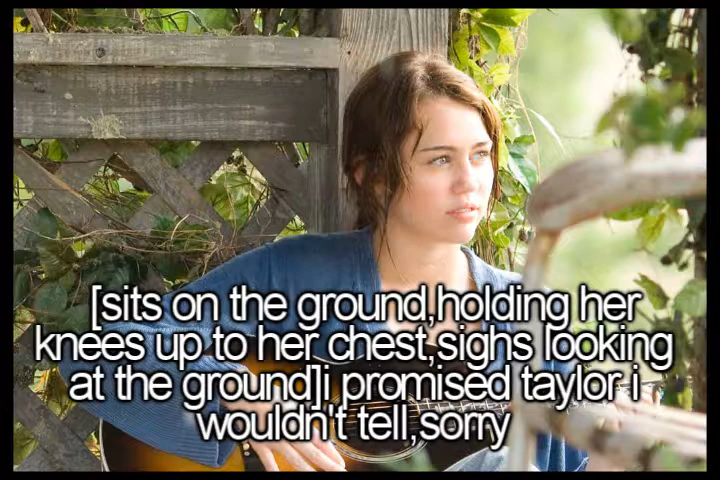 [sits on the ground,holding her
knees up to her chest,sighs looking
at the ground]i promised taylor i
wouldn't tell,sorry